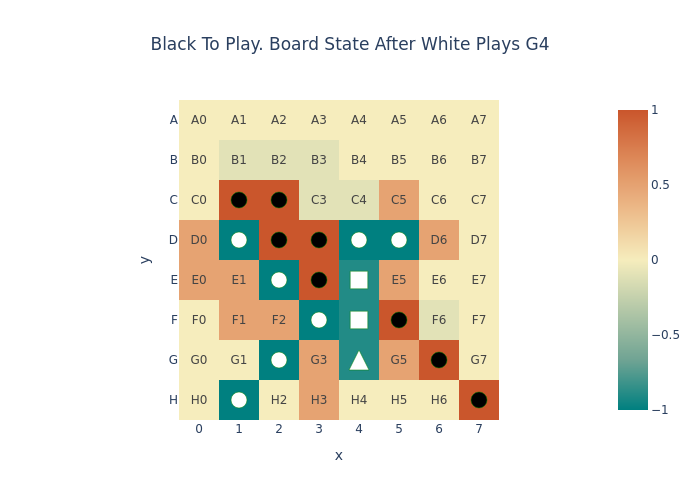 Black To Play. Board State After White Plays G4
A A0 A1 A2 A3 A4 A5 A6 A7
B B0 B1 B2 B3 B4 B5 B6 B7
C C0 C3 C4 C5 C6 C7
D D0 D6 D7
E E0 E1 E5 E6 E7
F F0 F1 F2 F6 F7
G G0 G1 G3 G5 G7
H H0 H2 H3 H4 H5 H6
0 1 2 3 4 5 6 7
x
y
1
0.5
0
−0.5
−1